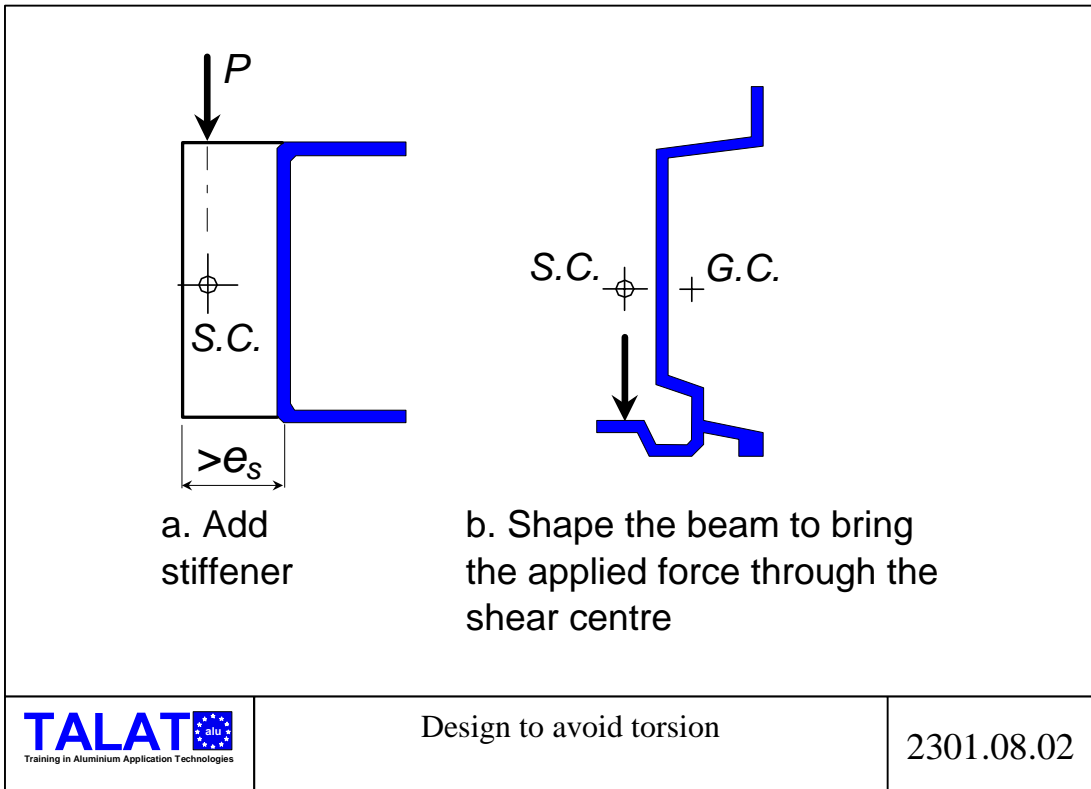 P
S.C.
>es
a. Add
stiffener
S.C.
G.C.
b. Shape the beam to bring
the applied force through the
shear centre
TALAT
alu
Training in Aluminium Application Technologies
Design to avoid torsion
2301.08.02